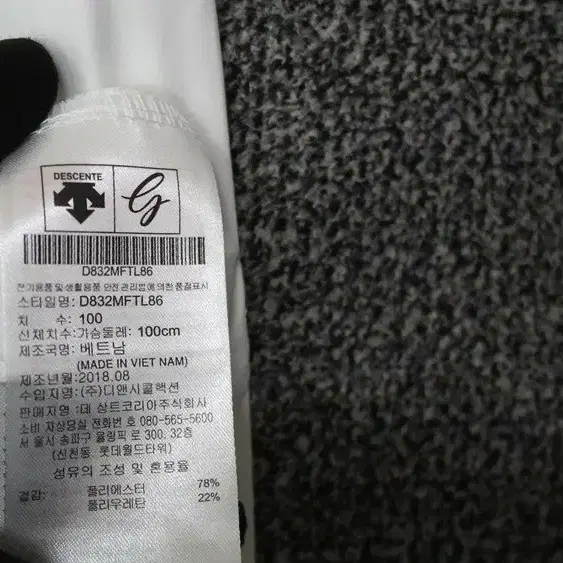 DESCENTE
g
D832MFTL86
전기용품 및 생활용품 안전 관리법에 의한 품질표시
스타일명: D832MFTL86
치 수: 100
신체치수:가슴둘레: 100cm
제조국명: 베트남
(MADE IN VIET NAM)
제조년월:2018.08
수입자명:(주)디앤시콜핵션
판매자명 :데 상트코리아주식회사
소비 자상담실 전화번호 080-565-5600
서 울시 송파구 올림픽 로 300, 32층
(신천동, 롯데월드타워)
섬유의 조성 및 혼용율
겉감: 폴리에스터 78%
폴리우레탄 22%